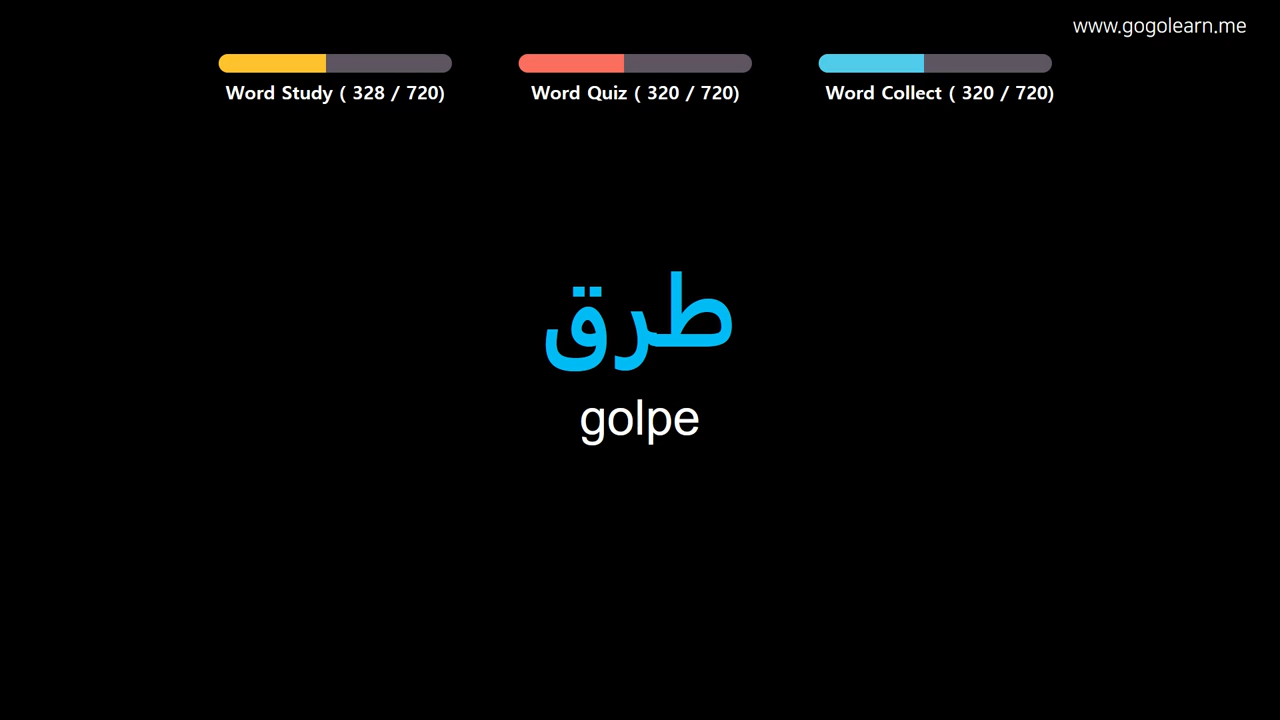 www.gogolearn.me
Word Study ( 328 / 720)
Word Quiz ( 320 / 720)
Word Collect ( 320 / 720)
طرق
golpe